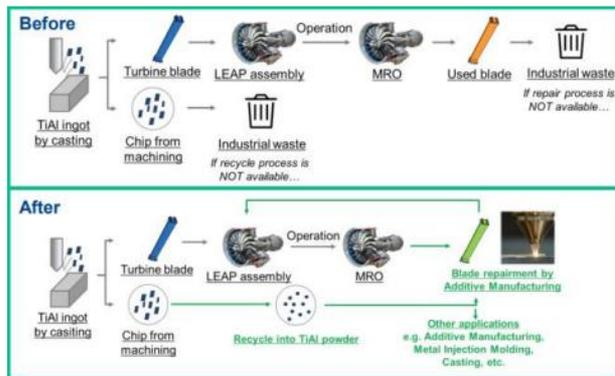 Before
Operation
Turbine blade
LEAP assembly
MRO
Used blade
Industrial waste
If repair process is
NOT available…
TiAl ingot
by casting
Chip from
machining
Industrial waste
If recycle process is
NOT available…
After
Operation
Turbine blade
LEAP assembly
MRO
Blade repairment by
Additive Manufacturing
TiAl ingot
by casiting
Chip from
machining
Recycle into TiAl powder
Other applications
e.g. Additive Manufacturing,
Metal Injection Molding,
Casting, etc.